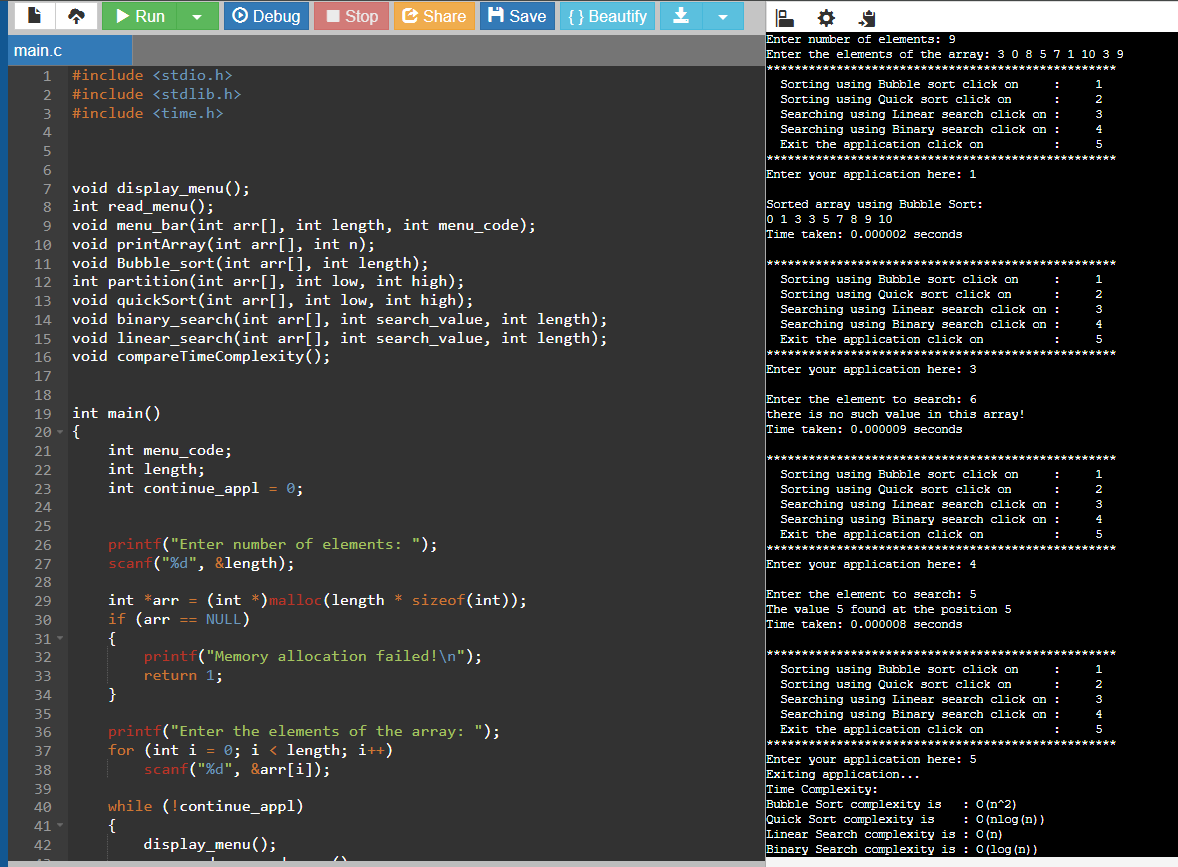 Run Debug Stop Share Save { } Beautify
main.c
1 #include <stdio.h>
2 #include <stdlib.h>
3 #include <time.h>
4
5
6
7 void display_menu();
8 int read_menu();
9 void menu_bar(int arr[], int length, int menu_code);
10 void printArray(int arr[], int n);
11 void Bubble_sort(int arr[], int length);
12 int partition(int arr[], int low, int high);
13 void quickSort(int arr[], int low, int high);
14 void binary_search(int arr[], int search_value, int length);
15 void linear_search(int arr[], int search_value, int length);
16 void compareTimeComplexity();
17
18
19 int main()
20 {
21 int menu_code;
22 int length;
23 int continue_appl = 0;
24
25
26 printf("Enter number of elements: ");
27 scanf("%d", &length);
28
29 int *arr = (int *)malloc(length * sizeof(int));
30 if (arr == NULL)
31 {
32 printf("Memory allocation failed!\n");
33 return 1;
34 }
35
36 printf("Enter the elements of the array: ");
37 for (int i = 0; i < length; i++)
38 scanf("%d", &arr[i]);
39
40 while (!continue_appl)
41 {
42 display_menu();
Enter number of elements: 9
Enter the elements of the array: 3 0 8 5 7 1 10 3 9
**************************************************
Sorting using Bubble sort click on : 1
Sorting using Quick sort click on : 2
Searching using Linear search click on : 3
Searching using Binary search click on : 4
Exit the application click on : 5
**************************************************
Enter your application here: 1
Sorted array using Bubble Sort:
0 1 3 3 5 7 8 9 10
Time taken: 0.000002 seconds
**************************************************
Sorting using Bubble sort click on : 1
Sorting using Quick sort click on : 2
Searching using Linear search click on : 3
Searching using Binary search click on : 4
Exit the application click on : 5
**************************************************
Enter your application here: 3
Enter the element to search: 6
there is no such value in this array!
Time taken: 0.000009 seconds
**************************************************
Sorting using Bubble sort click on : 1
Sorting using Quick sort click on : 2
Searching using Linear search click on : 3
Searching using Binary search click on : 4
Exit the application click on : 5
**************************************************
Enter your application here: 4
Enter the element to search: 5
The value 5 found at the position 5
Time taken: 0.000008 seconds
**************************************************
Sorting using Bubble sort click on : 1
Sorting using Quick sort click on : 2
Searching using Linear search click on : 3
Searching using Binary search click on : 4
Exit the application click on : 5
**************************************************
Enter your application here: 5
Exiting application...
Time Complexity:
Bubble Sort complexity is : O(n^2)
Quick Sort complexity is : O(nlog(n))
Linear Search complexity is : O(n)
Binary Search complexity is : O(log(n))